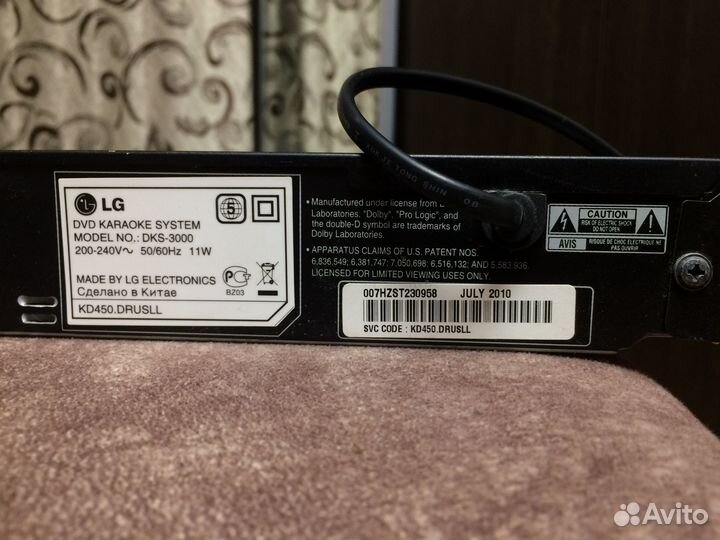 LG
DVD KARAOKE SYSTEM
MODEL NO.: DKS-3000
200-240V~ 50/60Hz 11W
MADE BY LG ELECTRONICS
Сделано в Китае
BZ03
KD450.DRUSLL
5
• Manufactured under license from
Laboratories. "Dolby", "Pro Logic", and
the double-D symbol are trademarks of
Dolby Laboratories.
• APPARATUS CLAIMS OF U.S. PATENT NOS.
6,836,549; 6,381,747; 7,050,698; 6,516,132; AND 5,583,936,
LICENSED FOR LIMITED VIEWING USES ONLY.
007HZST230958 JULY 2010
SVC CODE : KD450.DRUSLL
CAUTION
RISK OF ELECTRIC SHOCK
DO NOT OPEN
AVIS
RISQUE DE CHOC ELECTRIQUE NE
PAS OUVRIR
Avito